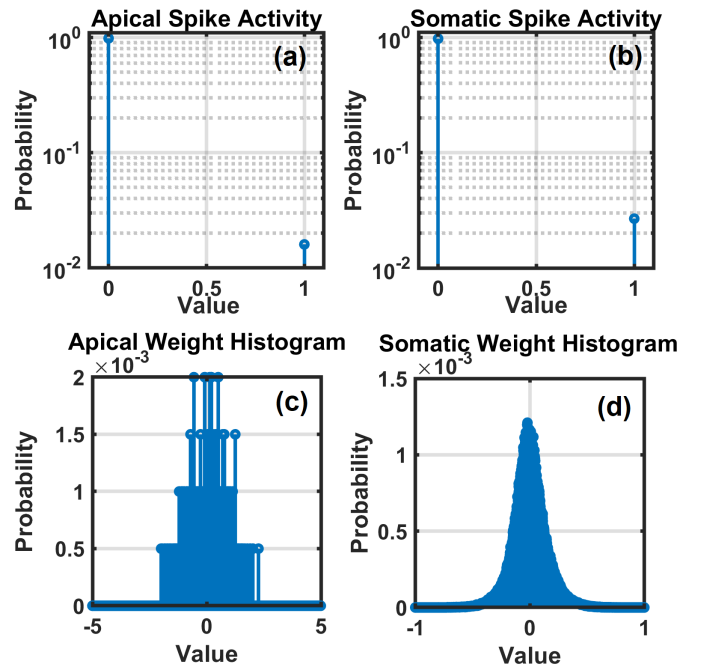 Apical Spike Activity
(a)
Probability
10^0
10^-1
10^-2
0
0.5
1
Value
Somatic Spike Activity
(b)
Probability
10^0
10^-1
10^-2
0
0.5
1
Value
Apical Weight Histogram
×10^-3
(c)
Probability
2
1.5
1
0.5
0
-5
0
5
Value
Somatic Weight Histogram
×10^-3
(d)
Probability
1.5
1
0.5
0
-1
0
1
Value